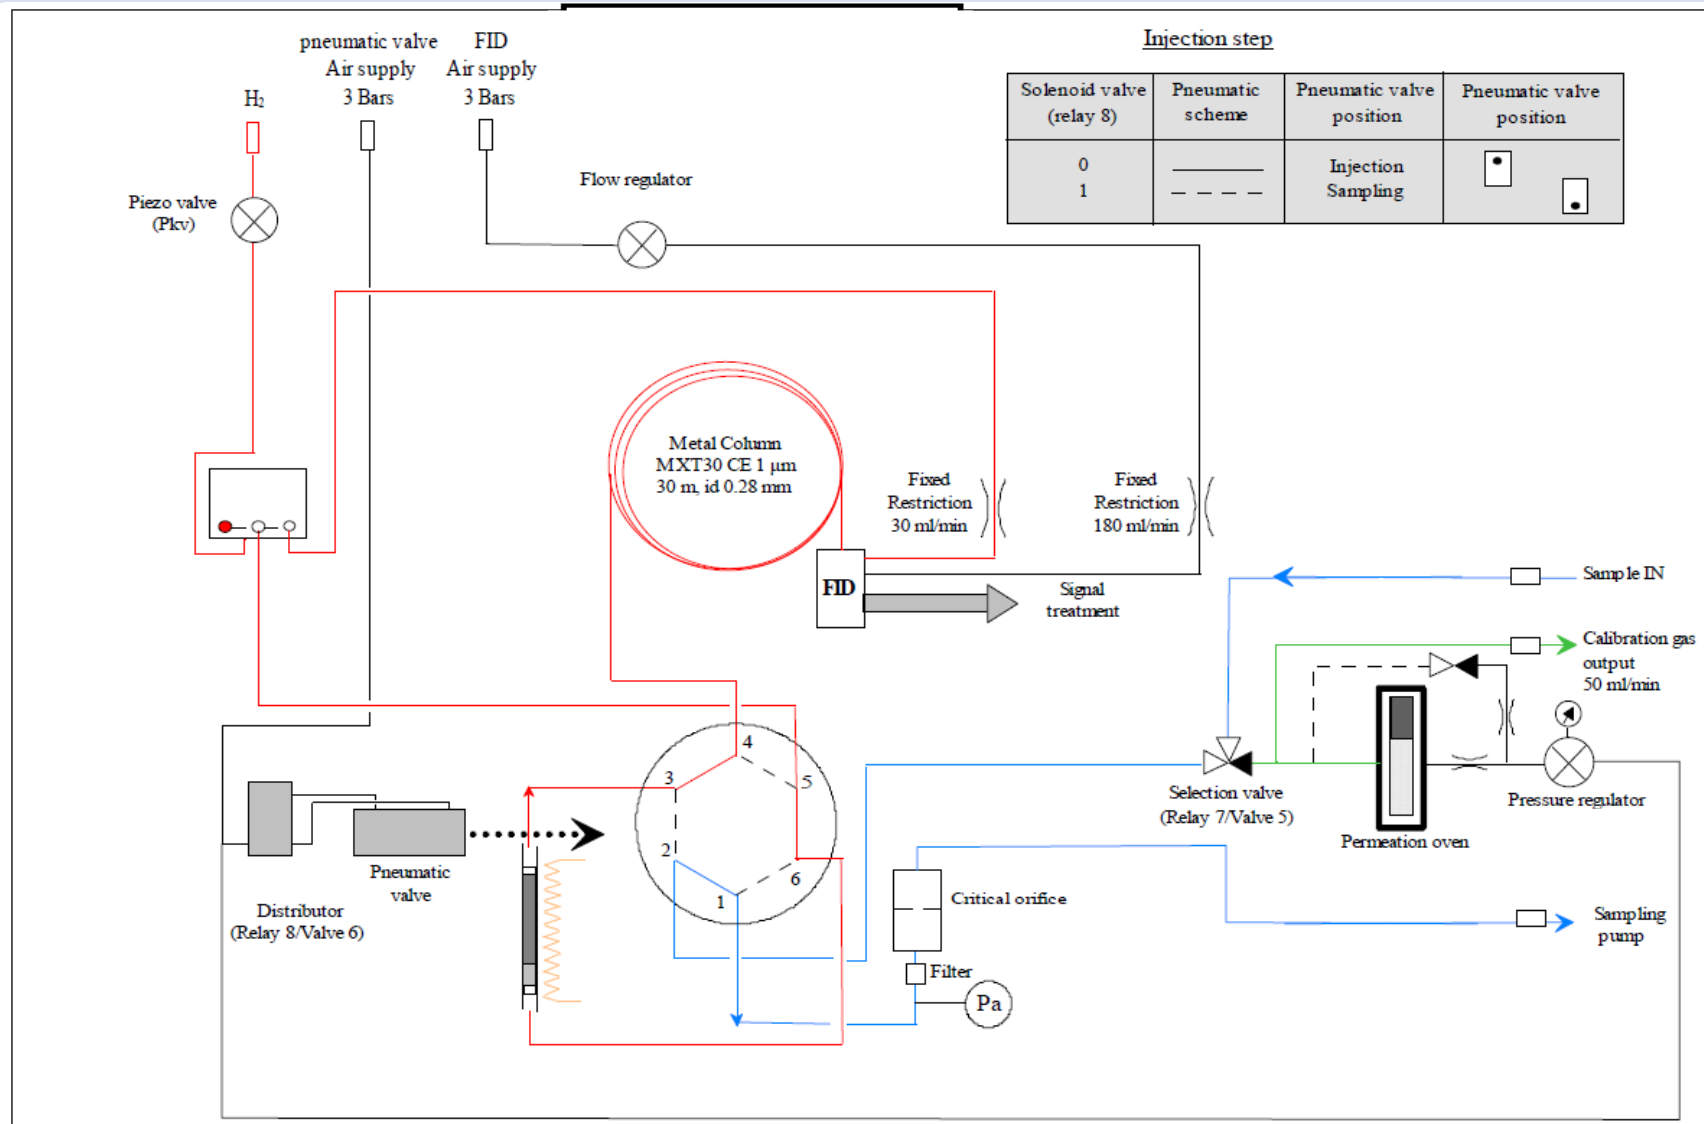 pneumatic valve
Air supply
3 Bars
FID
Air supply
3 Bars
H2
Injection step
Solenoid valve
(relay 8)
Pneumatic
scheme
Pneumatic valve
position
Pneumatic valve
position
0
Injection
1
Sampling
Piezo valve
(Pkv)
Flow regulator
Metal Column
MXT30 CE 1 µm
30 m, id 0.28 mm
Fixed
Restriction
30 ml/min
Fixed
Restriction
180 ml/min
FID
Signal
treatment
Sample IN
Calibration gas
output
50 ml/min
4
3
5
2
6
1
Selection valve
(Relay 7/Valve 5)
Pressure regulator
Permeation oven
Pneumatic
valve
Distributor
(Relay 8/Valve 6)
Critical orifice
Sampling
pump
Filter
Pa